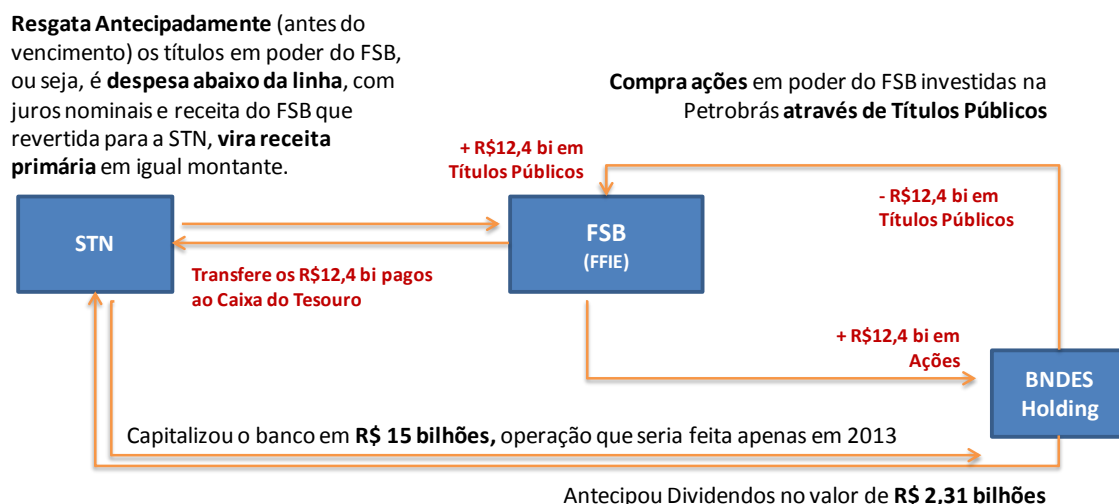 Resgata Antecipadamente (antes do
vencimento) os títulos em poder do FSB,
ou seja, é despesa abaixo da linha, com
juros nominais e receita do FSB que
revertida para a STN, vira receita
primária em igual montante.
Compra ações em poder do FSB investidas na
Petrobrás através de Títulos Públicos
+ R$12,4 bi em
Títulos Públicos
- R$12,4 bi em
Títulos Públicos
STN
FSB
(FFIE)
Transfere os R$12,4 bi pagos
ao Caixa do Tesouro
+ R$12,4 bi em
Ações
BNDES
Holding
Capitalizou o banco em R$ 15 bilhões, operação que seria feita apenas em 2013
Antecipou Dividendos no valor de R$ 2,31 bilhões